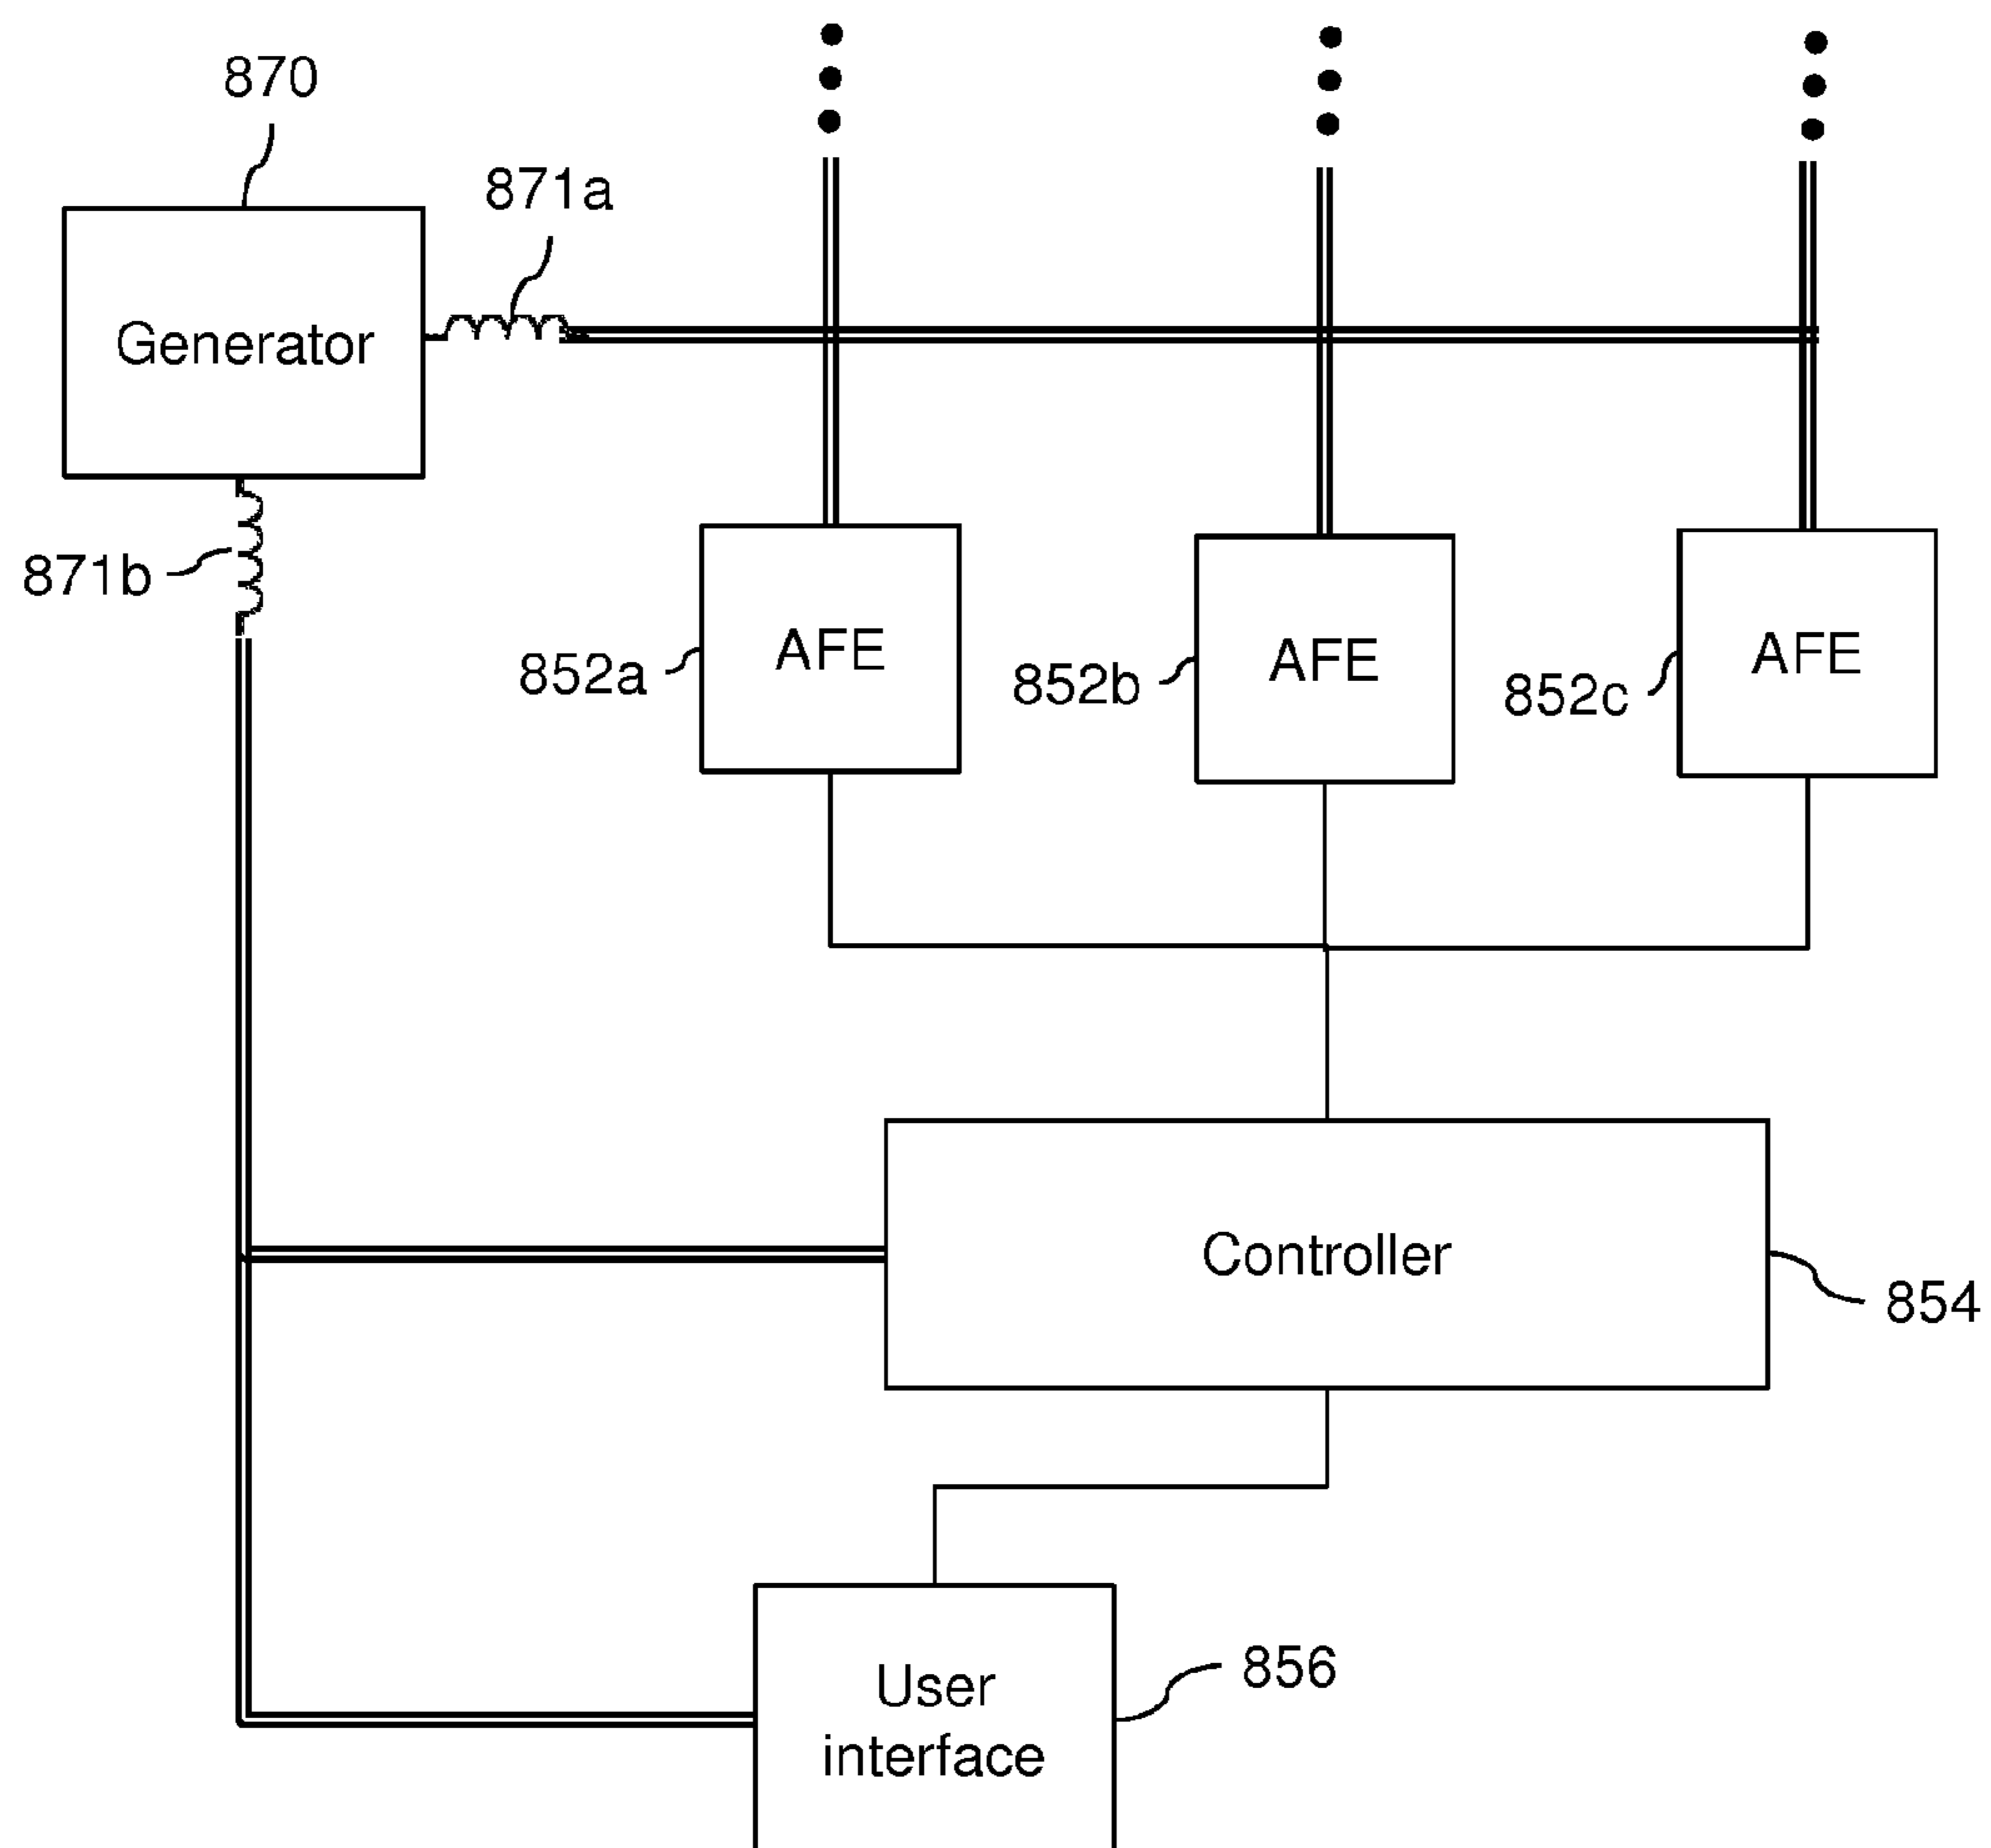 870
871a
Generator
871b
852a
AFE
852b
AFE
852c
AFE
Controller
854
User
interface
856